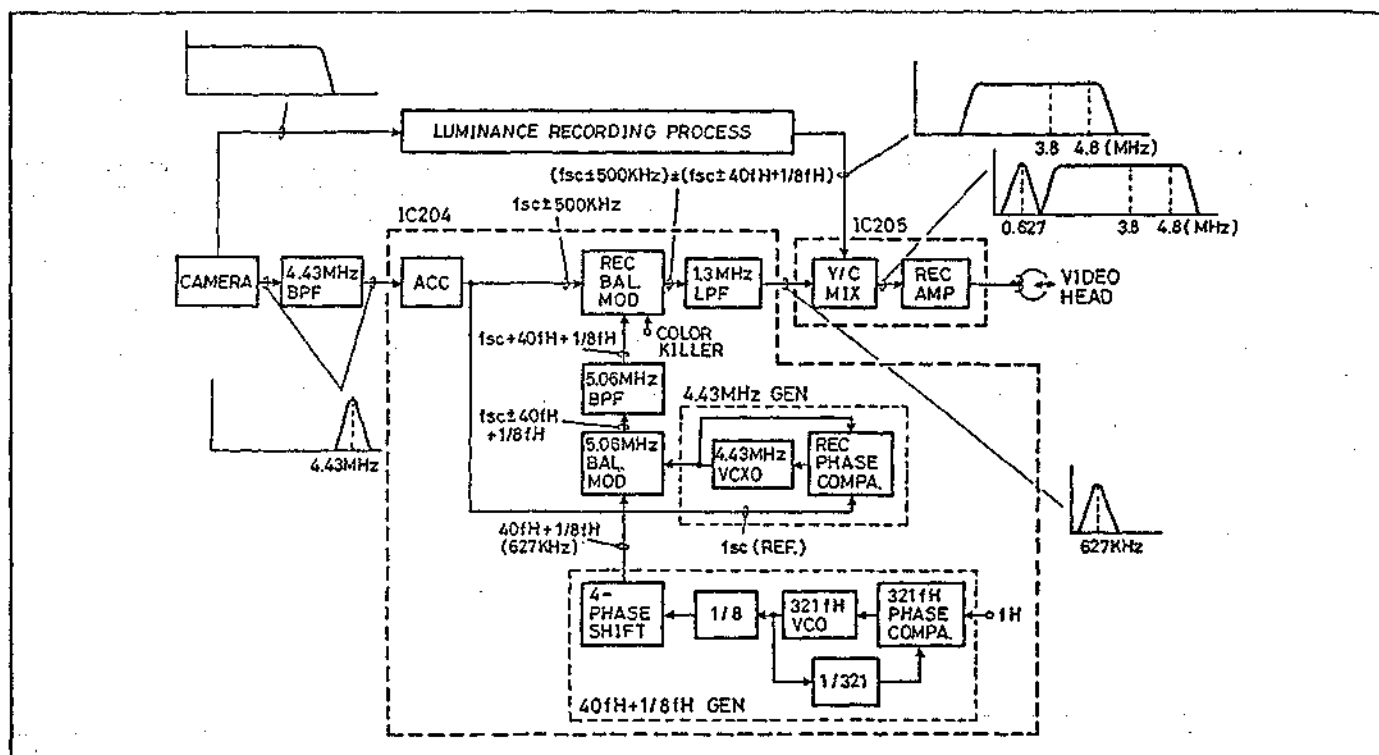 3.8 4.8 (MHz)
LUMINANCE RECORDING PROCESS
(fsc±500KHz)±(fsc±40fH+1/8fH)
fsc±500KHz
IC204
0.627 3.8 4.8(MHz)
IC205
CAMERA
4.43MHz
BPF
ACC
REC
BAL.
MOD
1.3MHz
LPF
Y/C
MIX
REC
AMP
VIDEO
HEAD
COLOR
KILLER
fsc+40fH+1/8fH
5.06MHz
BPF
4.43MHz GEN
fsc±40fH
+1/8fH
4.43MHz
5.06MHz
BAL.
MOD
4.43MHz
VCXO
REC
PHASE
COMPA.
40fH+1/8fH
(627KHz)
fsc (REF.)
627KHz
4-
PHASE
SHIFT
1/8
321fH
VCO
321fH
PHASE
COMPA.
fH
1/321
40fH+1/8fH GEN